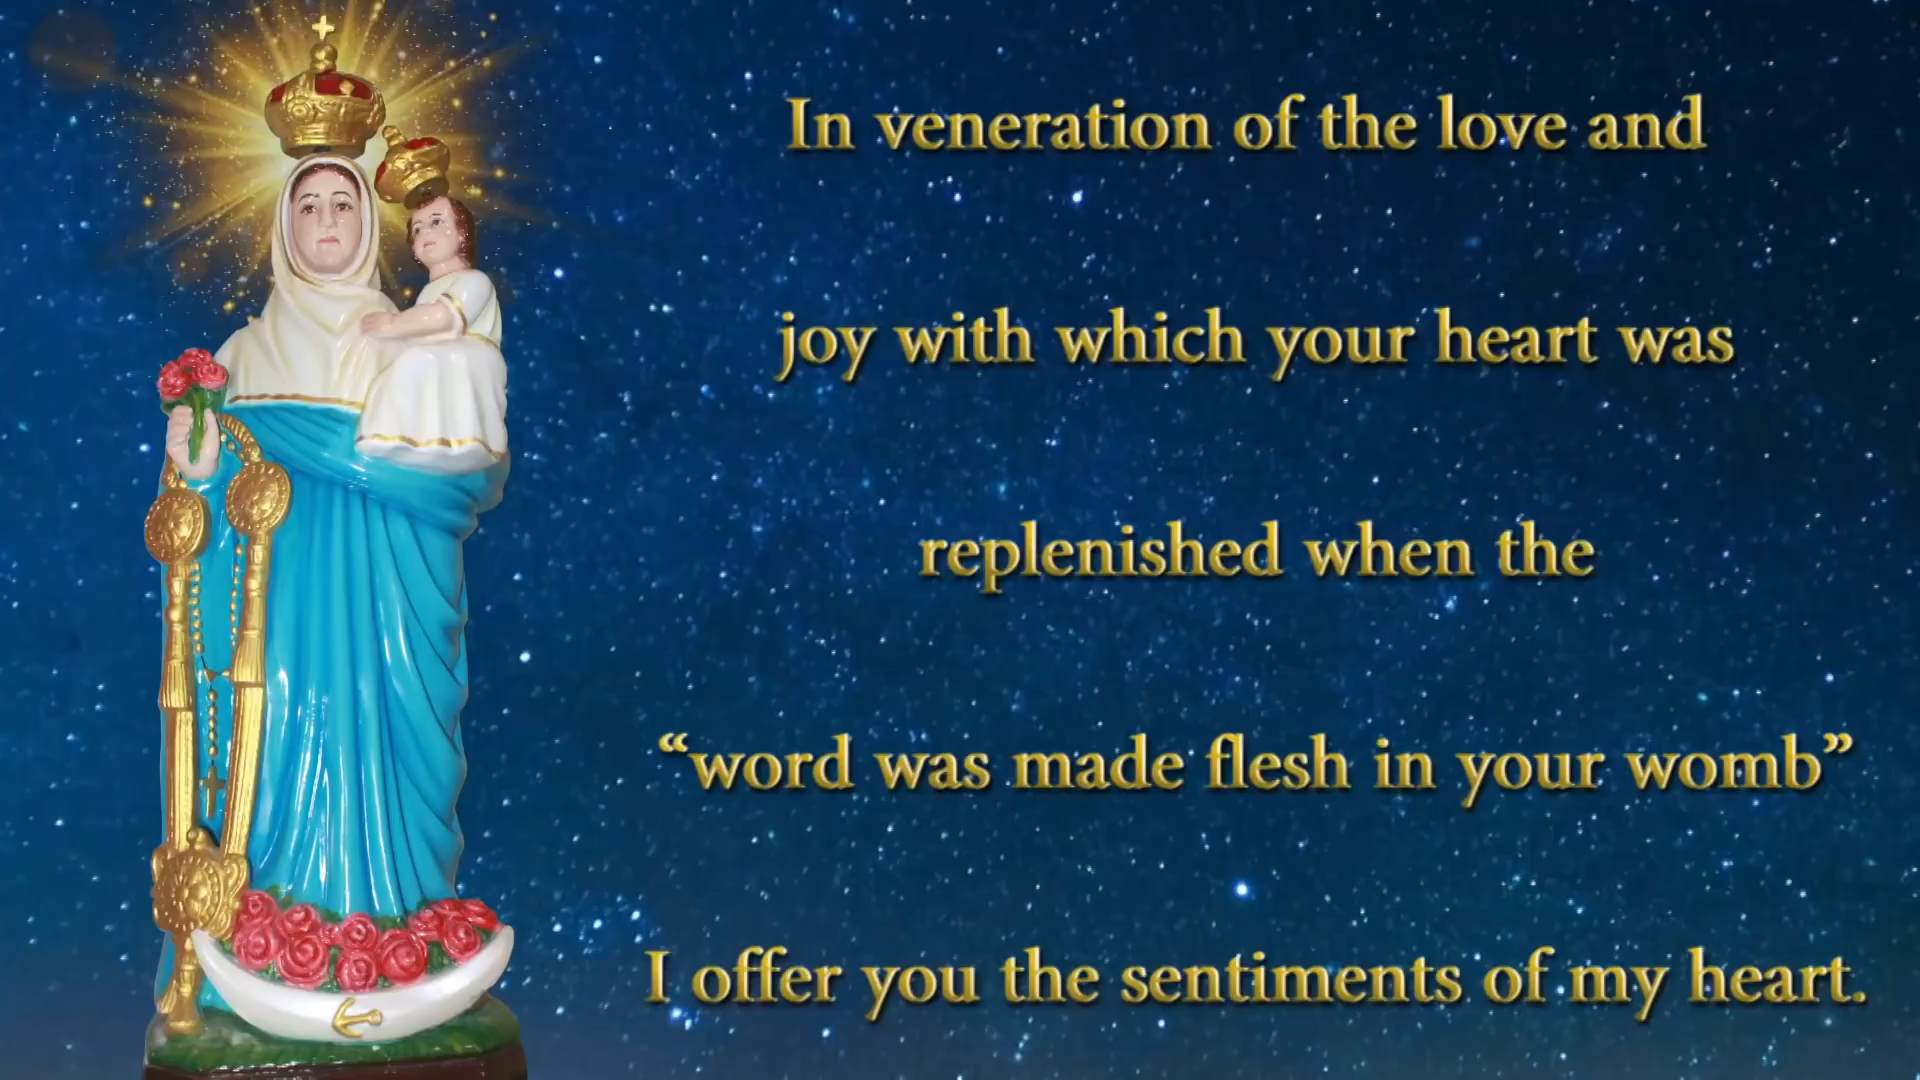 In veneration of the love and
joy with which your heart was
replenished when the
“word was made flesh in your womb”
I offer you the sentiments of my heart.